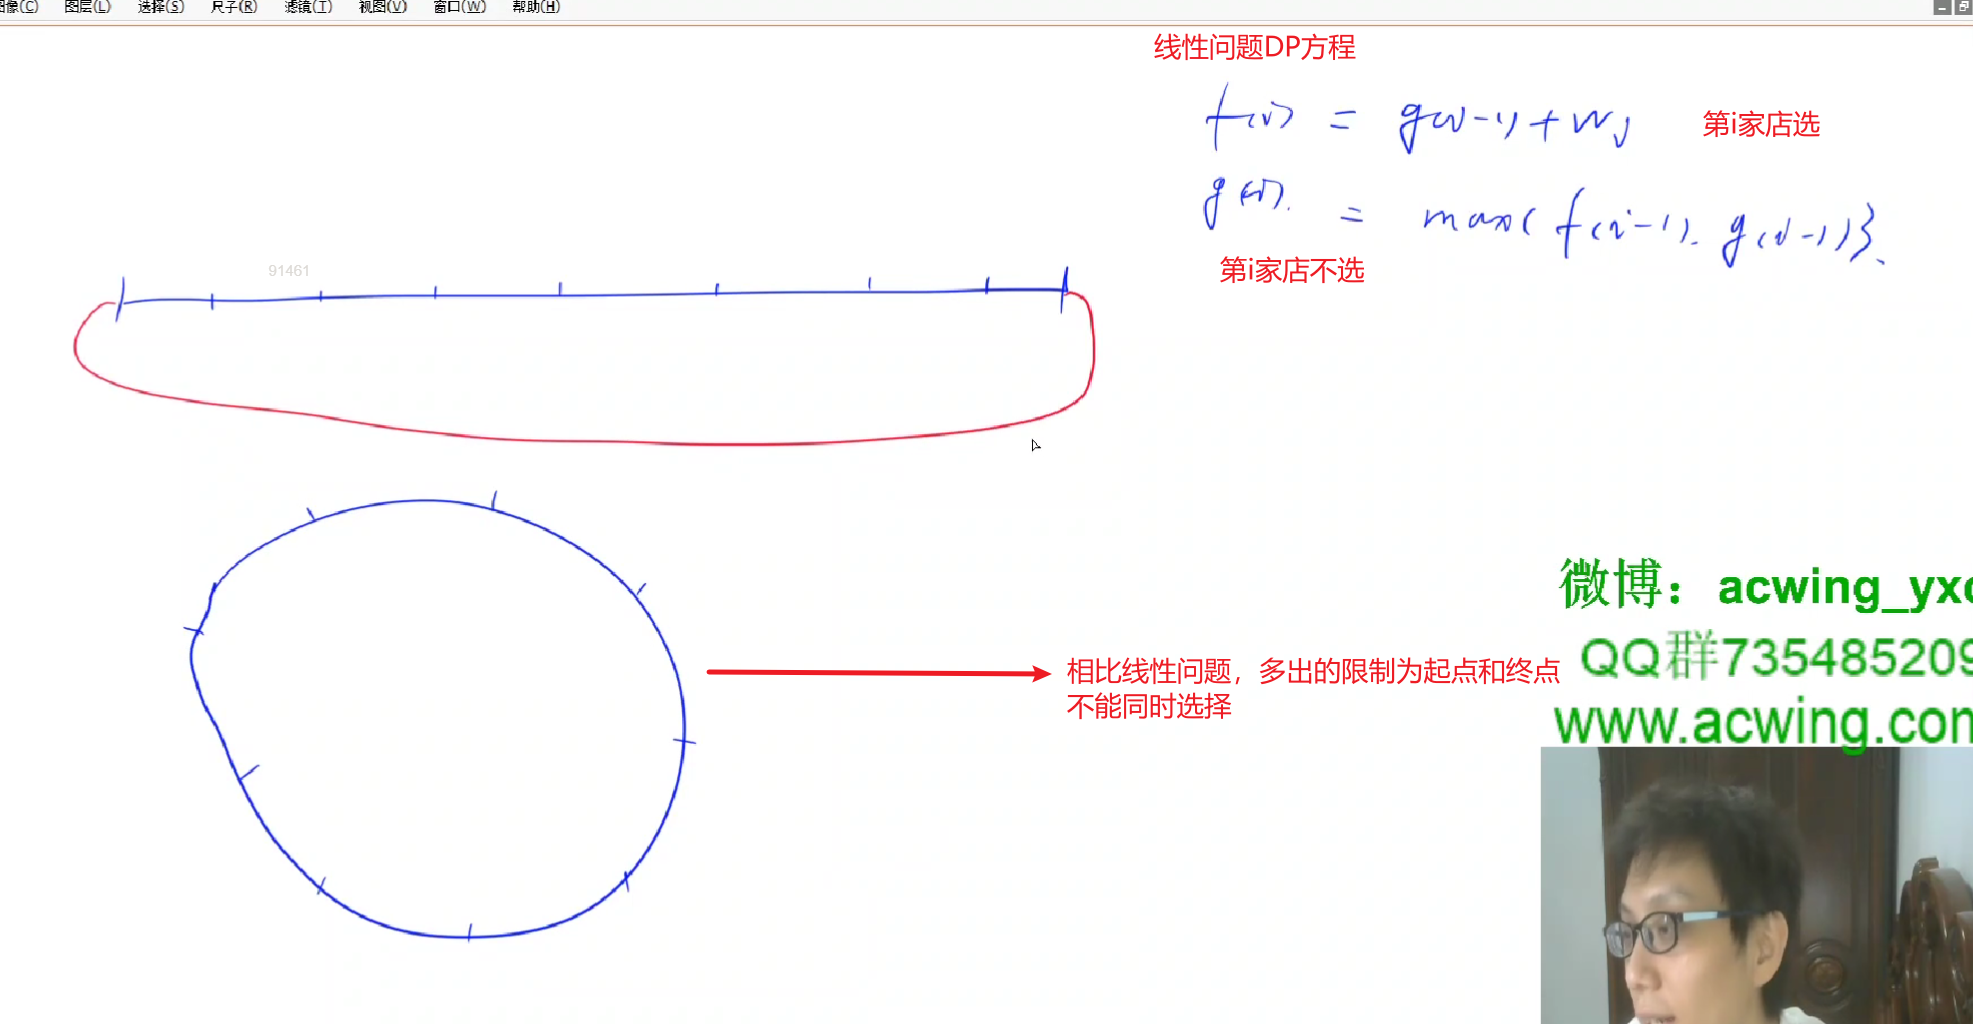 图像(C) 图层(L) 选择(S) 尺子(R) 滤镜(T) 视图(V) 窗口(W) 帮助(H)
线性问题DP方程
f(i) = g(i-1)+Wi 第i家店选
g(i). = max{ f(i-1). g(i-1)}.
第i家店不选
91461
相比线性问题，多出的限制为起点和终点
不能同时选择
微博：acwing_yxc
QQ群735485209
www.acwing.com